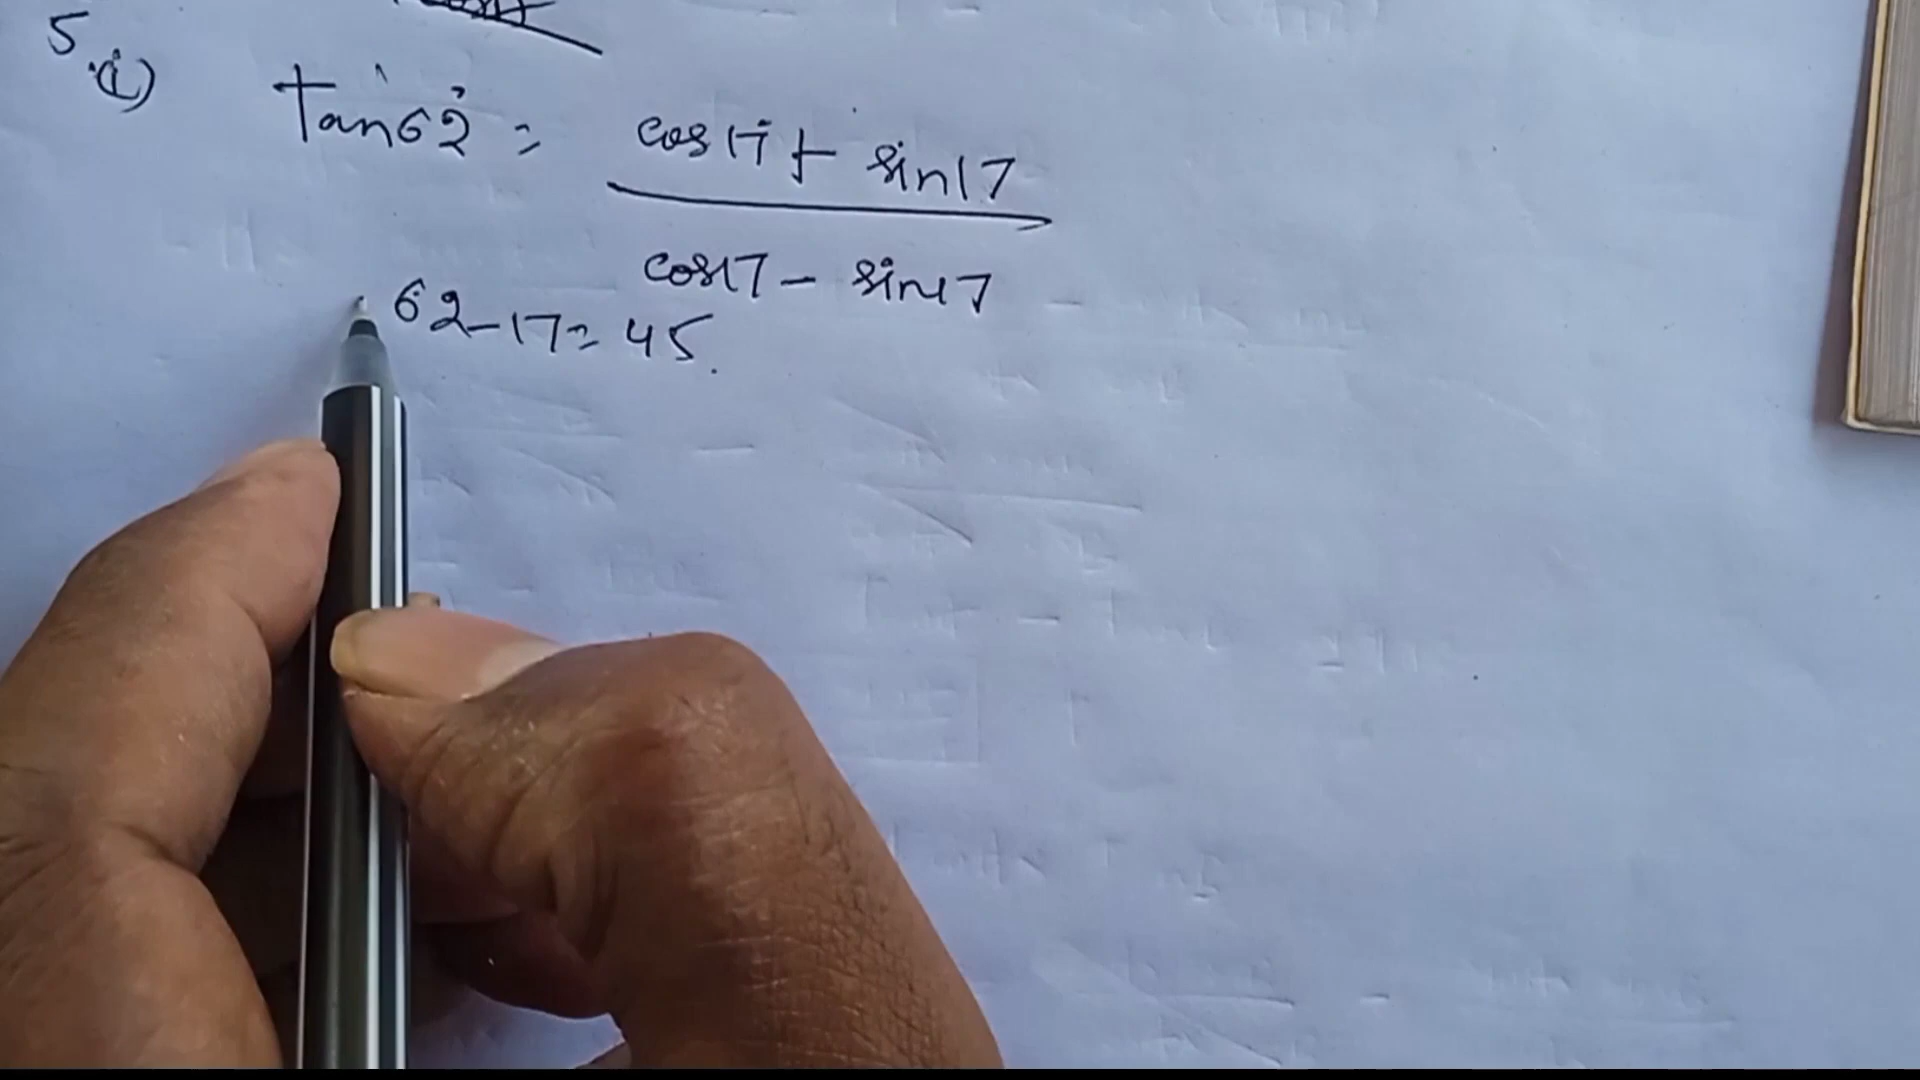 5.(i) tan62° = cos17° + sin17
cos17 - sin17
62-17=45.